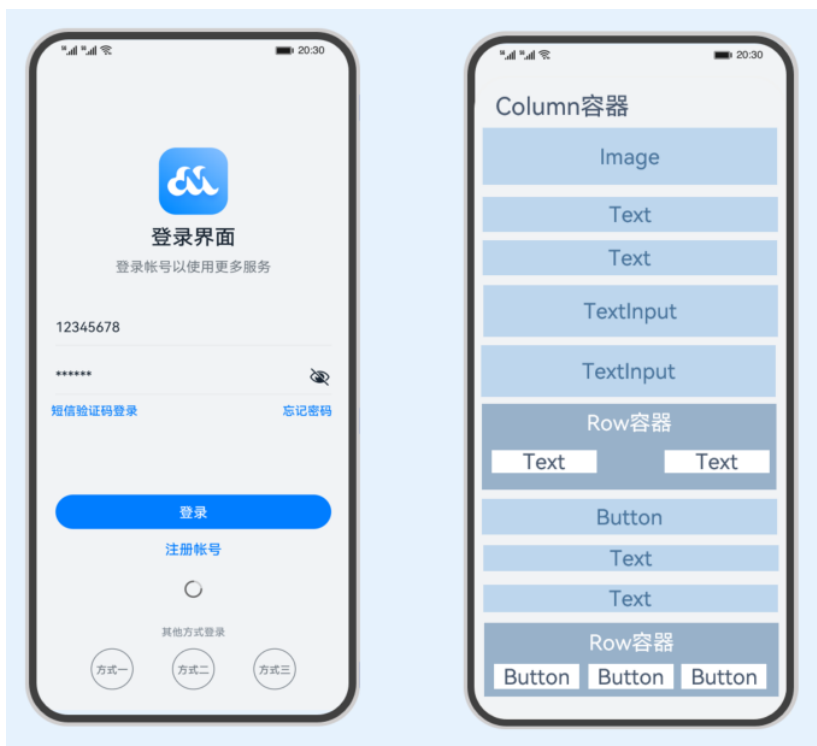 20:30
登录界面
登录帐号以使用更多服务
12345678
******
短信验证码登录 忘记密码
登录
注册帐号
其他方式登录
方式一 方式二 方式三
20:30
Column容器
Image
Text
Text
TextInput
TextInput
Row容器
Text Text
Button
Text
Text
Row容器
Button Button Button